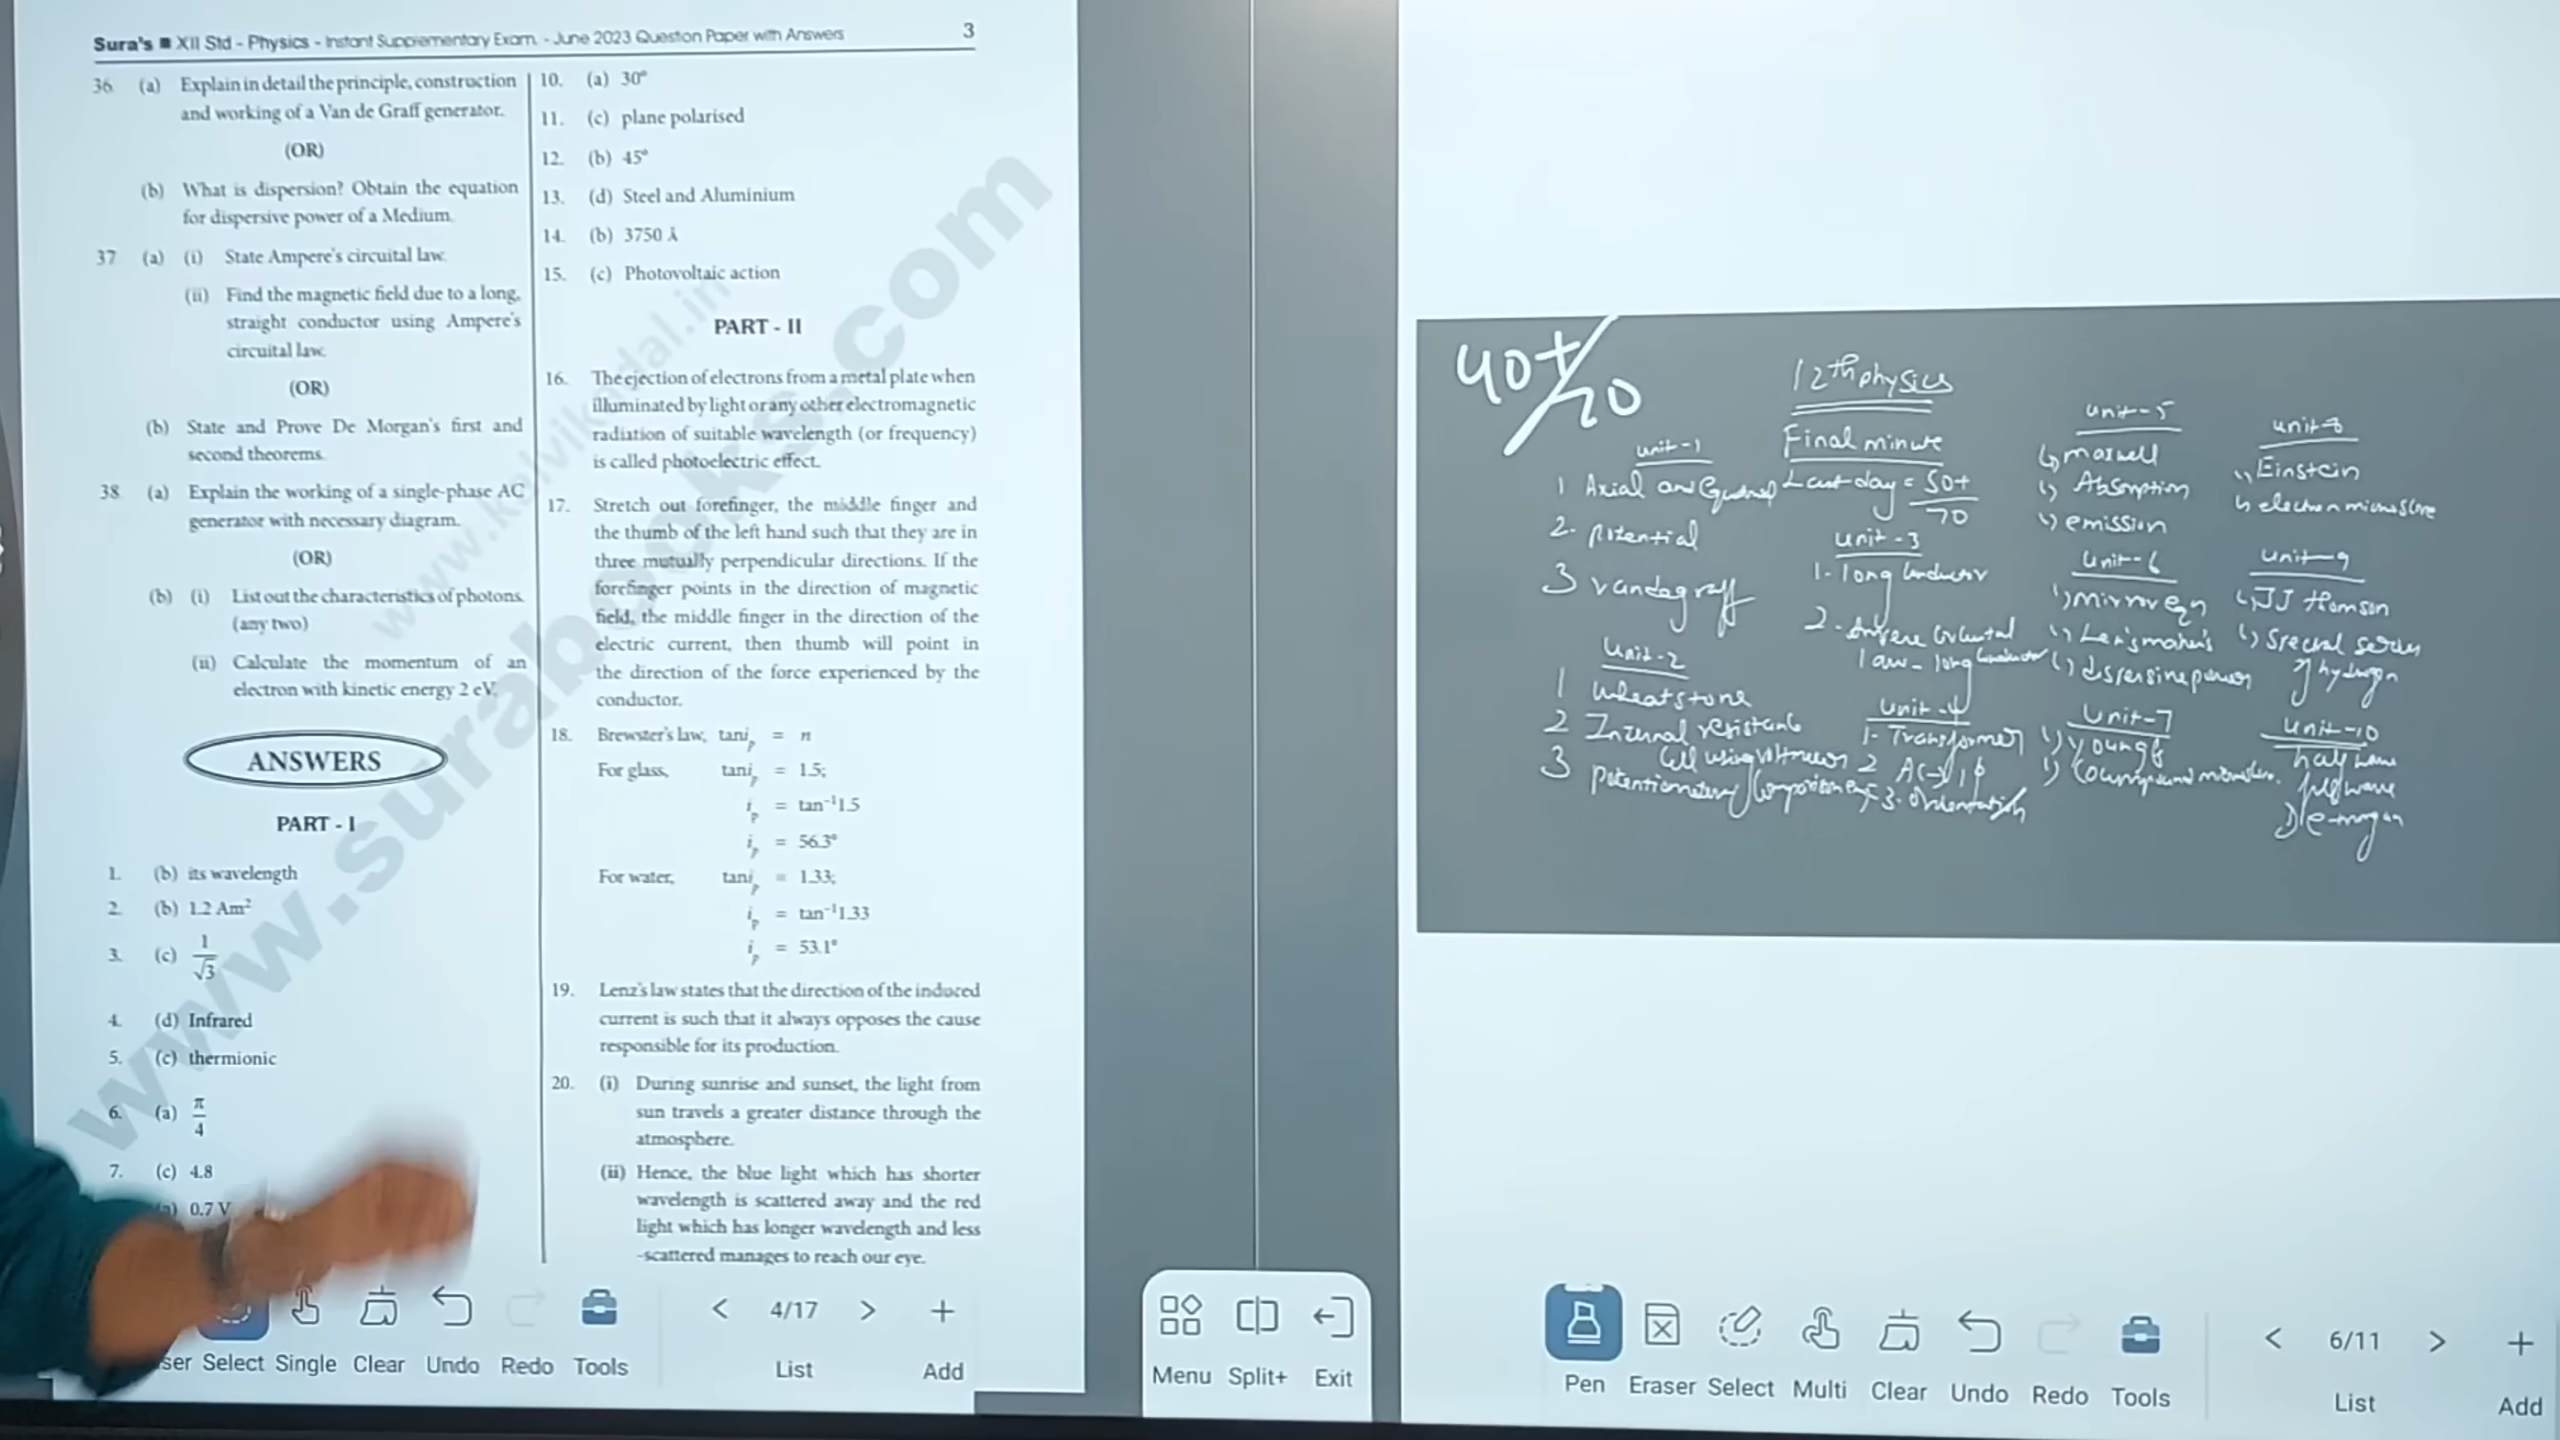 Sura's ■ XII Std - Physics - Instant Supplementary Exam. - June 2023 Queston Paper with Answers
3
36. (a) Explain in detail the principle, construction
and working of a Van de Graff generator.
(OR)
(b) What is dispersion? Obtain the equation
for dispersive power of a Medium.
37 (a) (i) State Ampere's circuital law.
(ii) Find the magnetic field due to a long,
straight conductor using Ampere's
circuital law.
(OR)
(b) State and Prove De Morgan's first and
second theorems.
38 (a) Explain the working of a single-phase AC
generator with necessary diagram.
(OR)
(b) (i) List out the characteristics of photons.
(any two)
(ii) Calculate the momentum of an
electron with kinetic energy 2 eV.
ANSWERS
PART - I
1. (b) its wavelength
2. (b) 1.2 Am²
3. (c) 1/√3
4. (d) Infrared
5. (c) thermionic
6. (a) π/4
7. (c) 4.8
0.7 V
10. (a) 30°
11. (c) plane polarised
12. (b) 45°
13. (d) Steel and Aluminium
14. (b) 3750 Å
15. (c) Photovoltaic action
PART - II
16. The ejection of electrons from a metal plate when
illuminated by light or any other electromagnetic
radiation of suitable wavelength (or frequency)
is called photoelectric effect.
17. Stretch out forefinger, the middle finger and
the thumb of the left hand such that they are in
three mutually perpendicular directions. If the
forefinger points in the direction of magnetic
field, the middle finger in the direction of the
electric current, then thumb will point in
the direction of the force experienced by the
conductor.
18. Brewster's law, tan iₚ = n
For glass, tan iₚ = 1.5;
iₚ = tan⁻¹1.5
iₚ = 56.3°
For water, tan iₚ = 1.33;
iₚ = tan⁻¹1.33
iₚ = 53.1°
19. Lenz's law states that the direction of the induced
current is such that it always opposes the cause
responsible for its production.
20. (i) During sunrise and sunset, the light from
sun travels a greater distance through the
atmosphere.
(ii) Hence, the blue light which has shorter
wavelength is scattered away and the red
light which has longer wavelength and less
-scattered manages to reach our eye.
www.surabooks.com
www.kalvikadal.in
ser Select Single Clear Undo Redo Tools
< 4/17 >
List
Add
Menu Split+ Exit
40+/70
12th physics
Final minute
Last day = 50+/70
unit-1
1 Axial and
2. potential
3 vandagraff
unit-2
1 wheatstone
2 Internal
cell using
3
unit-3
1. long
2.
law - long
unit-4
1. Transformer
2 AC
3.
unit-5
maxwell
Absorption
emission
unit-6
mirror eqn
unit-7
Young's
unit-8
Einstein
electron
unit-9
JJ
hydrogen
unit-10
half
wave
Pen Eraser Select Multi Clear Undo Redo Tools
< 6/11 >
List
Add